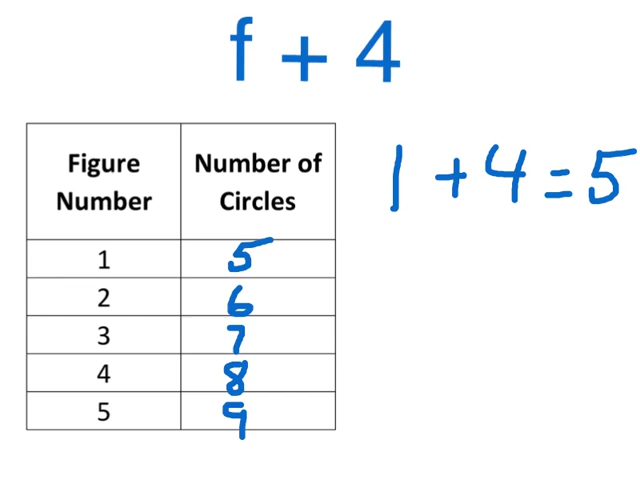 f + 4
Figure Number Number of Circles
1 + 4 = 5
1 5
2 6
3 7
4 8
5 9